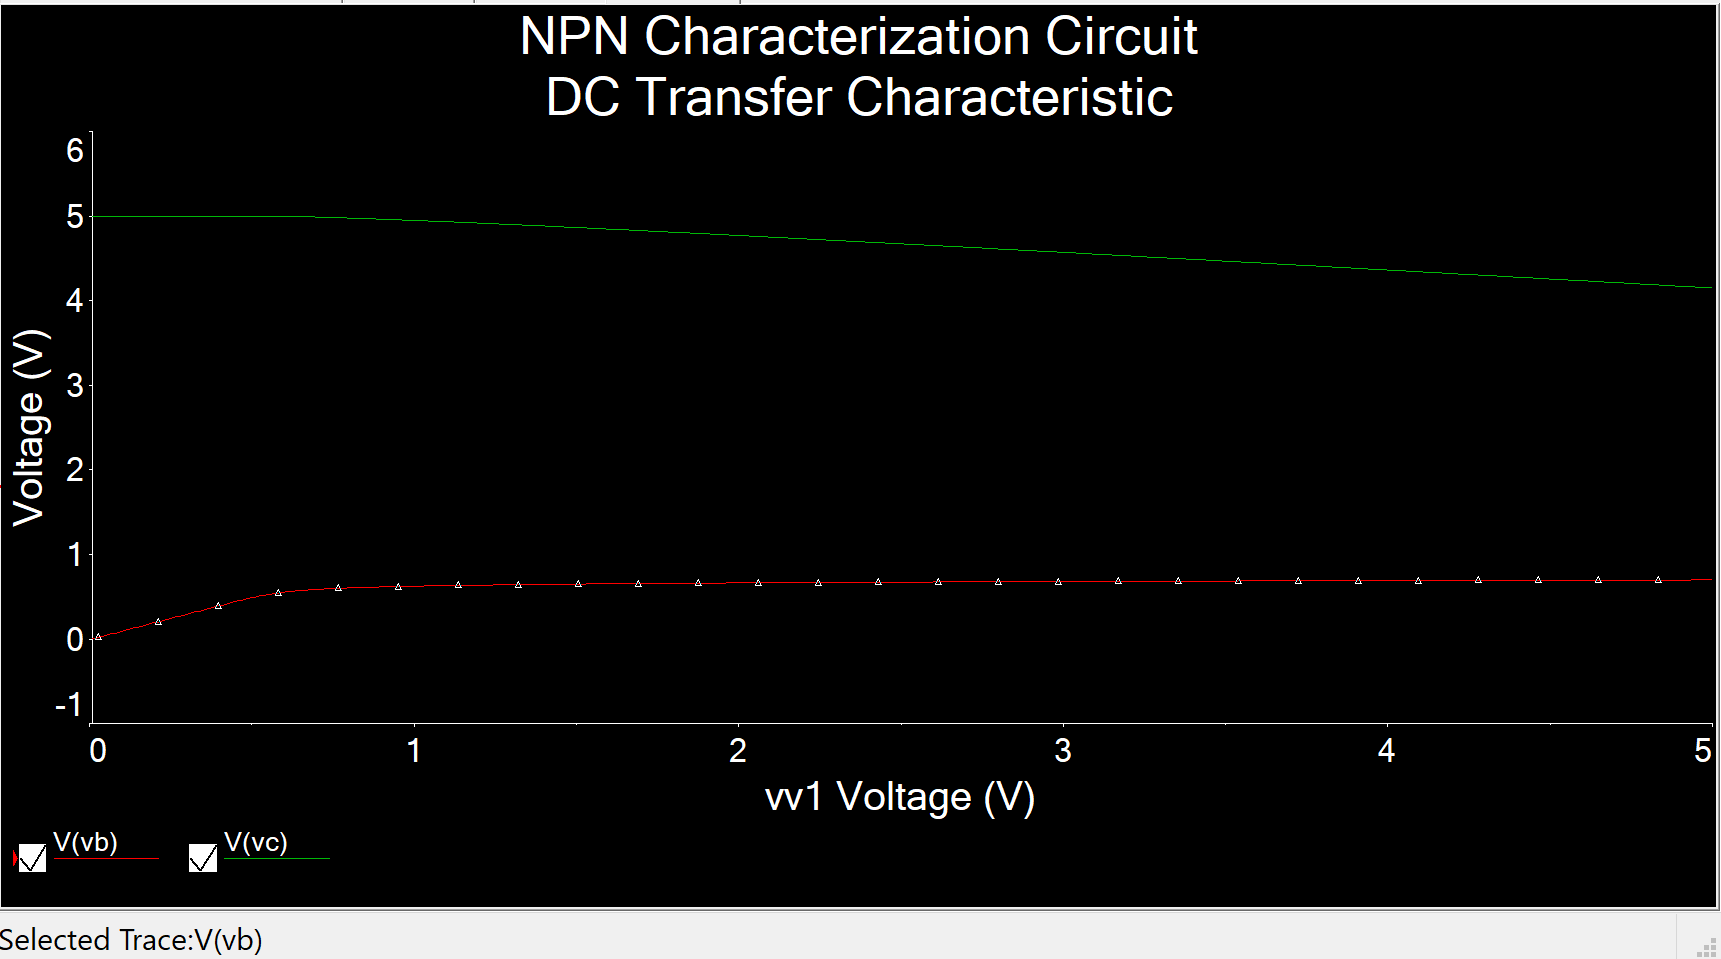 NPN Characterization Circuit
DC Transfer Characteristic
6
5
4
3
2
1
0
-1
Voltage (V)
0 1 2 3 4 5
vv1 Voltage (V)
V(vb) V(vc)
Selected Trace:V(vb)